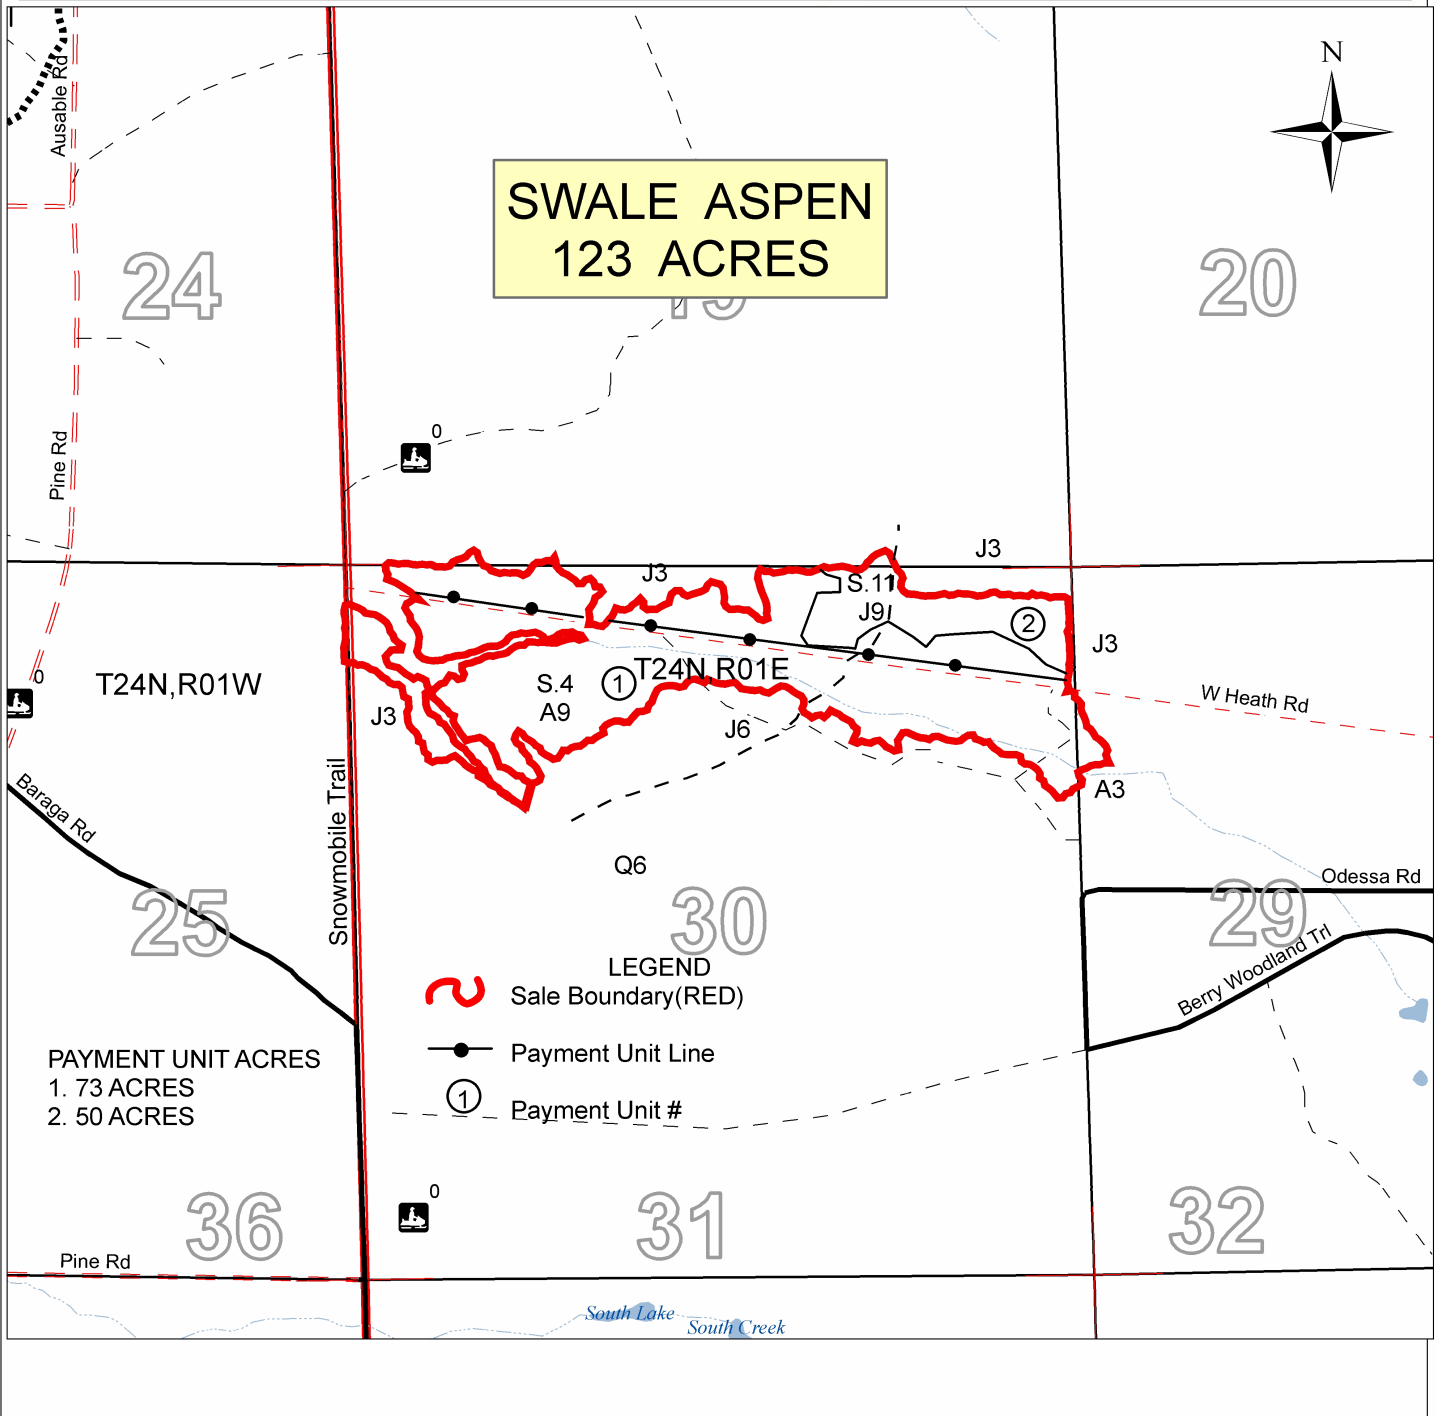 N
Ausable Rd
SWALE ASPEN
123 ACRES
24
19
20
Pine Rd
0
J3
J3
S.11
J9
2
J3
0
T24N,R01W
S.4
A9
1
T24N,R01E
W Heath Rd
J3
J6
A3
Baraga Rd
Snowmobile Trail
Q6
Odessa Rd
25
30
29
Berry Woodland Trl
LEGEND
Sale Boundary(RED)
Payment Unit Line
1
Payment Unit #
PAYMENT UNIT ACRES
1. 73 ACRES
2. 50 ACRES
0
36
31
32
Pine Rd
South Lake
South Creek